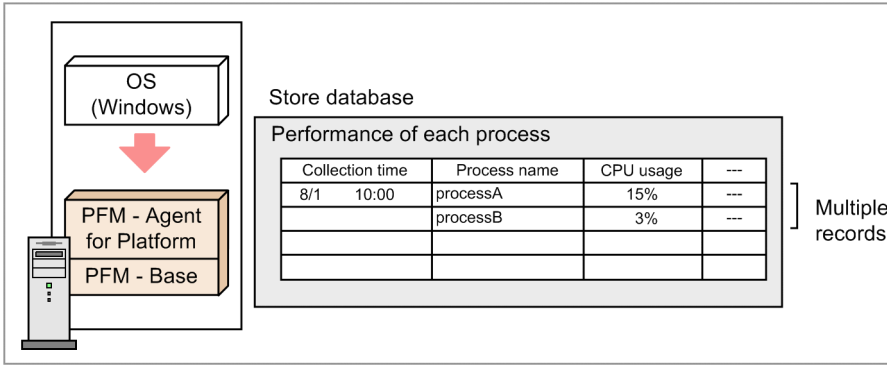 OS
(Windows)
PFM - Agent
for Platform
PFM - Base
Store database
Performance of each process
Collection time Process name CPU usage ---
8/1 10:00 processA 15% ---
processB 3% ---
Multiple
records